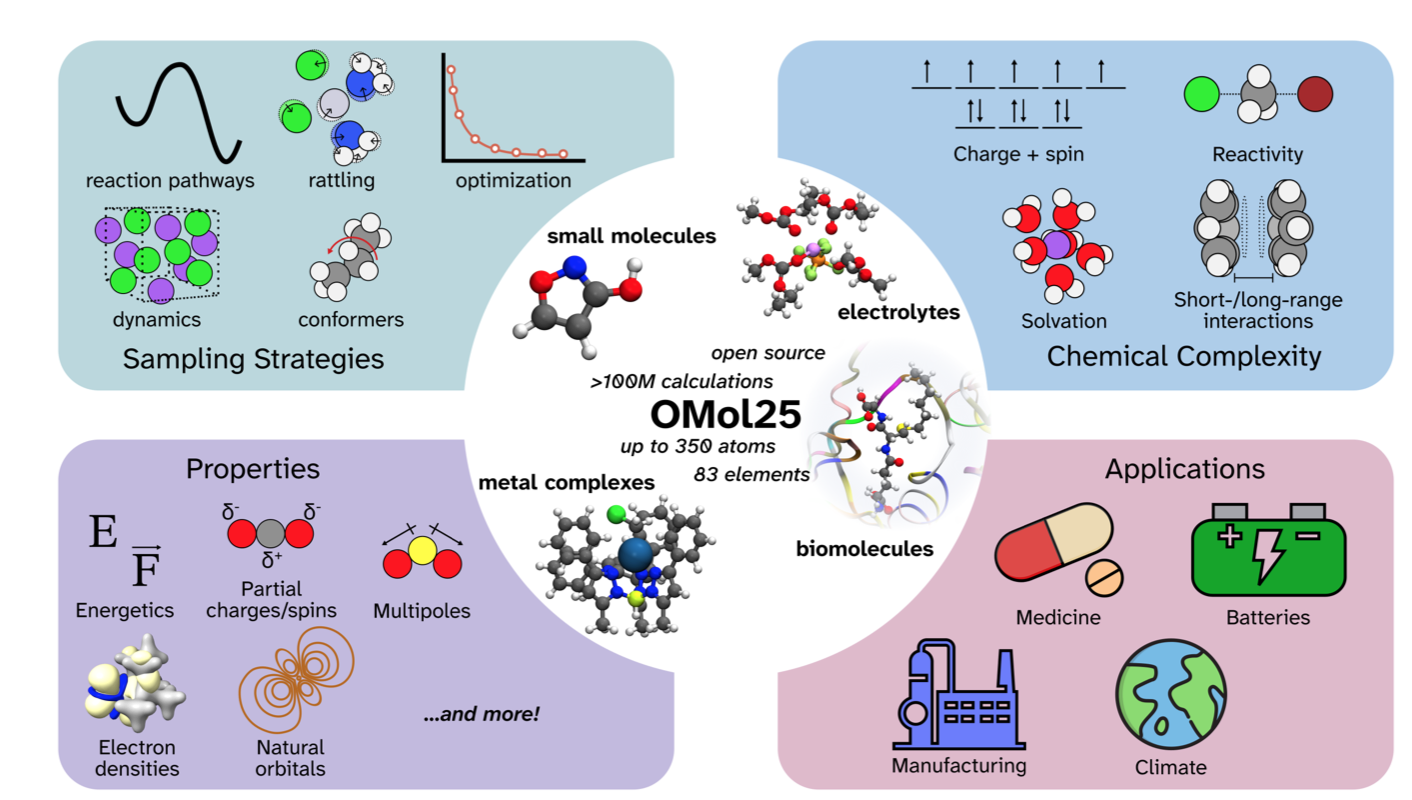 reaction pathways
rattling
optimization
dynamics
conformers
Sampling Strategies
Charge + spin
Reactivity
Solvation
Short-/long-range
interactions
Chemical Complexity
small molecules
electrolytes
open source
>100M calculations
OMol25
up to 350 atoms
83 elements
metal complexes
biomolecules
Properties
E
F
Energetics
δ- δ-
δ+
Partial
charges/spins
Multipoles
Electron
densities
Natural
orbitals
...and more!
Applications
Medicine
+ -
Batteries
Manufacturing
Climate